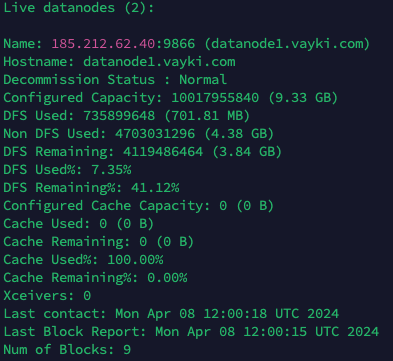 Live datanodes (2):
Name: 185.212.62.40:9866 (datanode1.vayki.com)
Hostname: datanode1.vayki.com
Decommission Status : Normal
Configured Capacity: 10017955840 (9.33 GB)
DFS Used: 735899648 (701.81 MB)
Non DFS Used: 4703031296 (4.38 GB)
DFS Remaining: 4119486464 (3.84 GB)
DFS Used%: 7.35%
DFS Remaining%: 41.12%
Configured Cache Capacity: 0 (0 B)
Cache Used: 0 (0 B)
Cache Remaining: 0 (0 B)
Cache Used%: 100.00%
Cache Remaining%: 0.00%
Xceivers: 0
Last contact: Mon Apr 08 12:00:18 UTC 2024
Last Block Report: Mon Apr 08 12:00:15 UTC 2024
Num of Blocks: 9